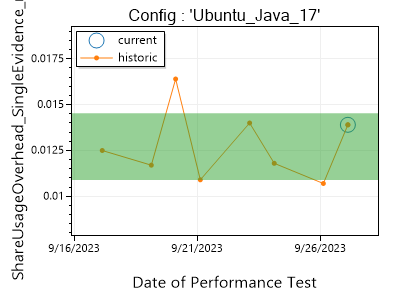 Config : 'Ubuntu_Java_17'
current
historic
ShareUsageOverhead_SingleEvidence_
0.0175
0.015
0.0125
0.01
9/16/2023
9/21/2023
9/26/2023
Date of Performance Test